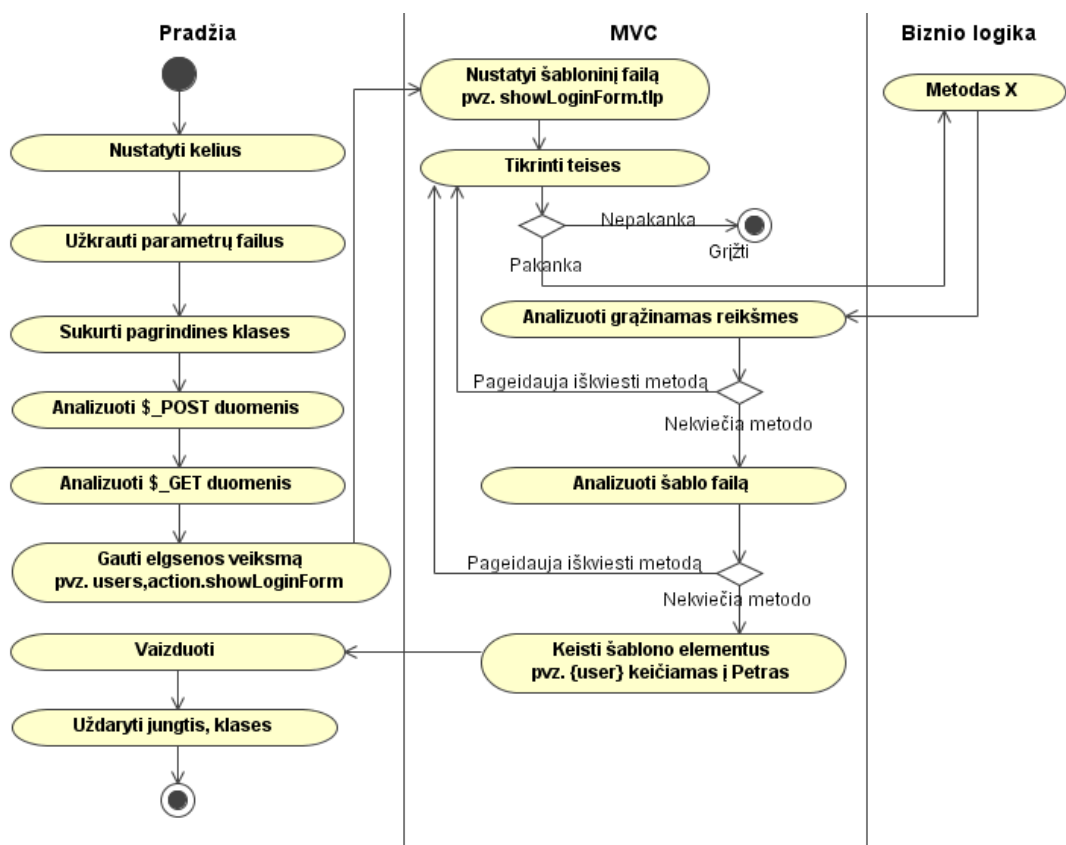 Pradžia
Nustatyti kelius
Užkrauti parametrų failus
Sukurti pagrindines klases
Analizuoti $_POST duomenis
Analizuoti $_GET duomenis
Gauti elgsenos veiksmą
pvz. users,action.showLoginForm
Vaizduoti
Uždaryti jungtis, klases
MVC
Nustatyi šabloninį failą
pvz. showLoginForm.tlp
Tikrinti teises
Nepakanka
Grįžti
Pakanka
Analizuoti grąžinamas reikšmes
Pageidauja iškviesti metodą
Nekviečia metodo
Analizuoti šablo failą
Pageidauja iškviesti metodą
Nekviečia metodo
Keisti šablono elementus
pvz. {user} keičiamas į Petras
Biznio logika
Metodas X